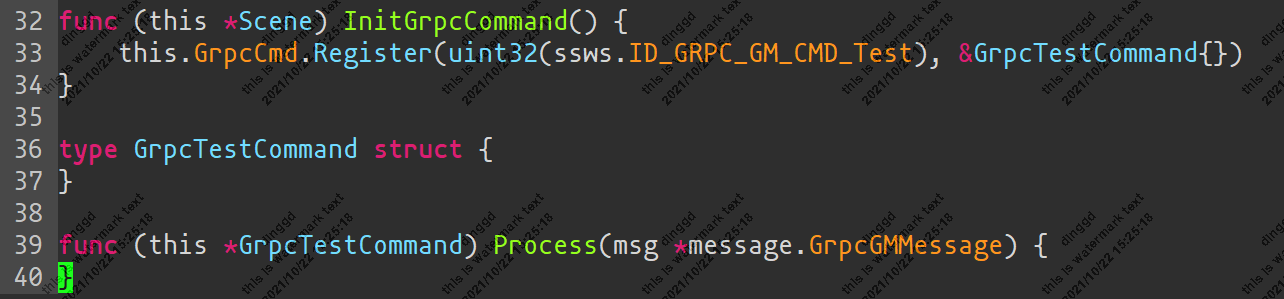 32 func (this *Scene) InitGrpcCommand() {
33     this.GrpcCmd.Register(uint32(ssws.ID_GRPC_GM_CMD_Test), &GrpcTestCommand{})
34 }
35
36 type GrpcTestCommand struct {
37 }
38
39 func (this *GrpcTestCommand) Process(msg *message.GrpcGMMessage) {
40 }
dinggd
this is watermark text
2021/10/22 15:25:18